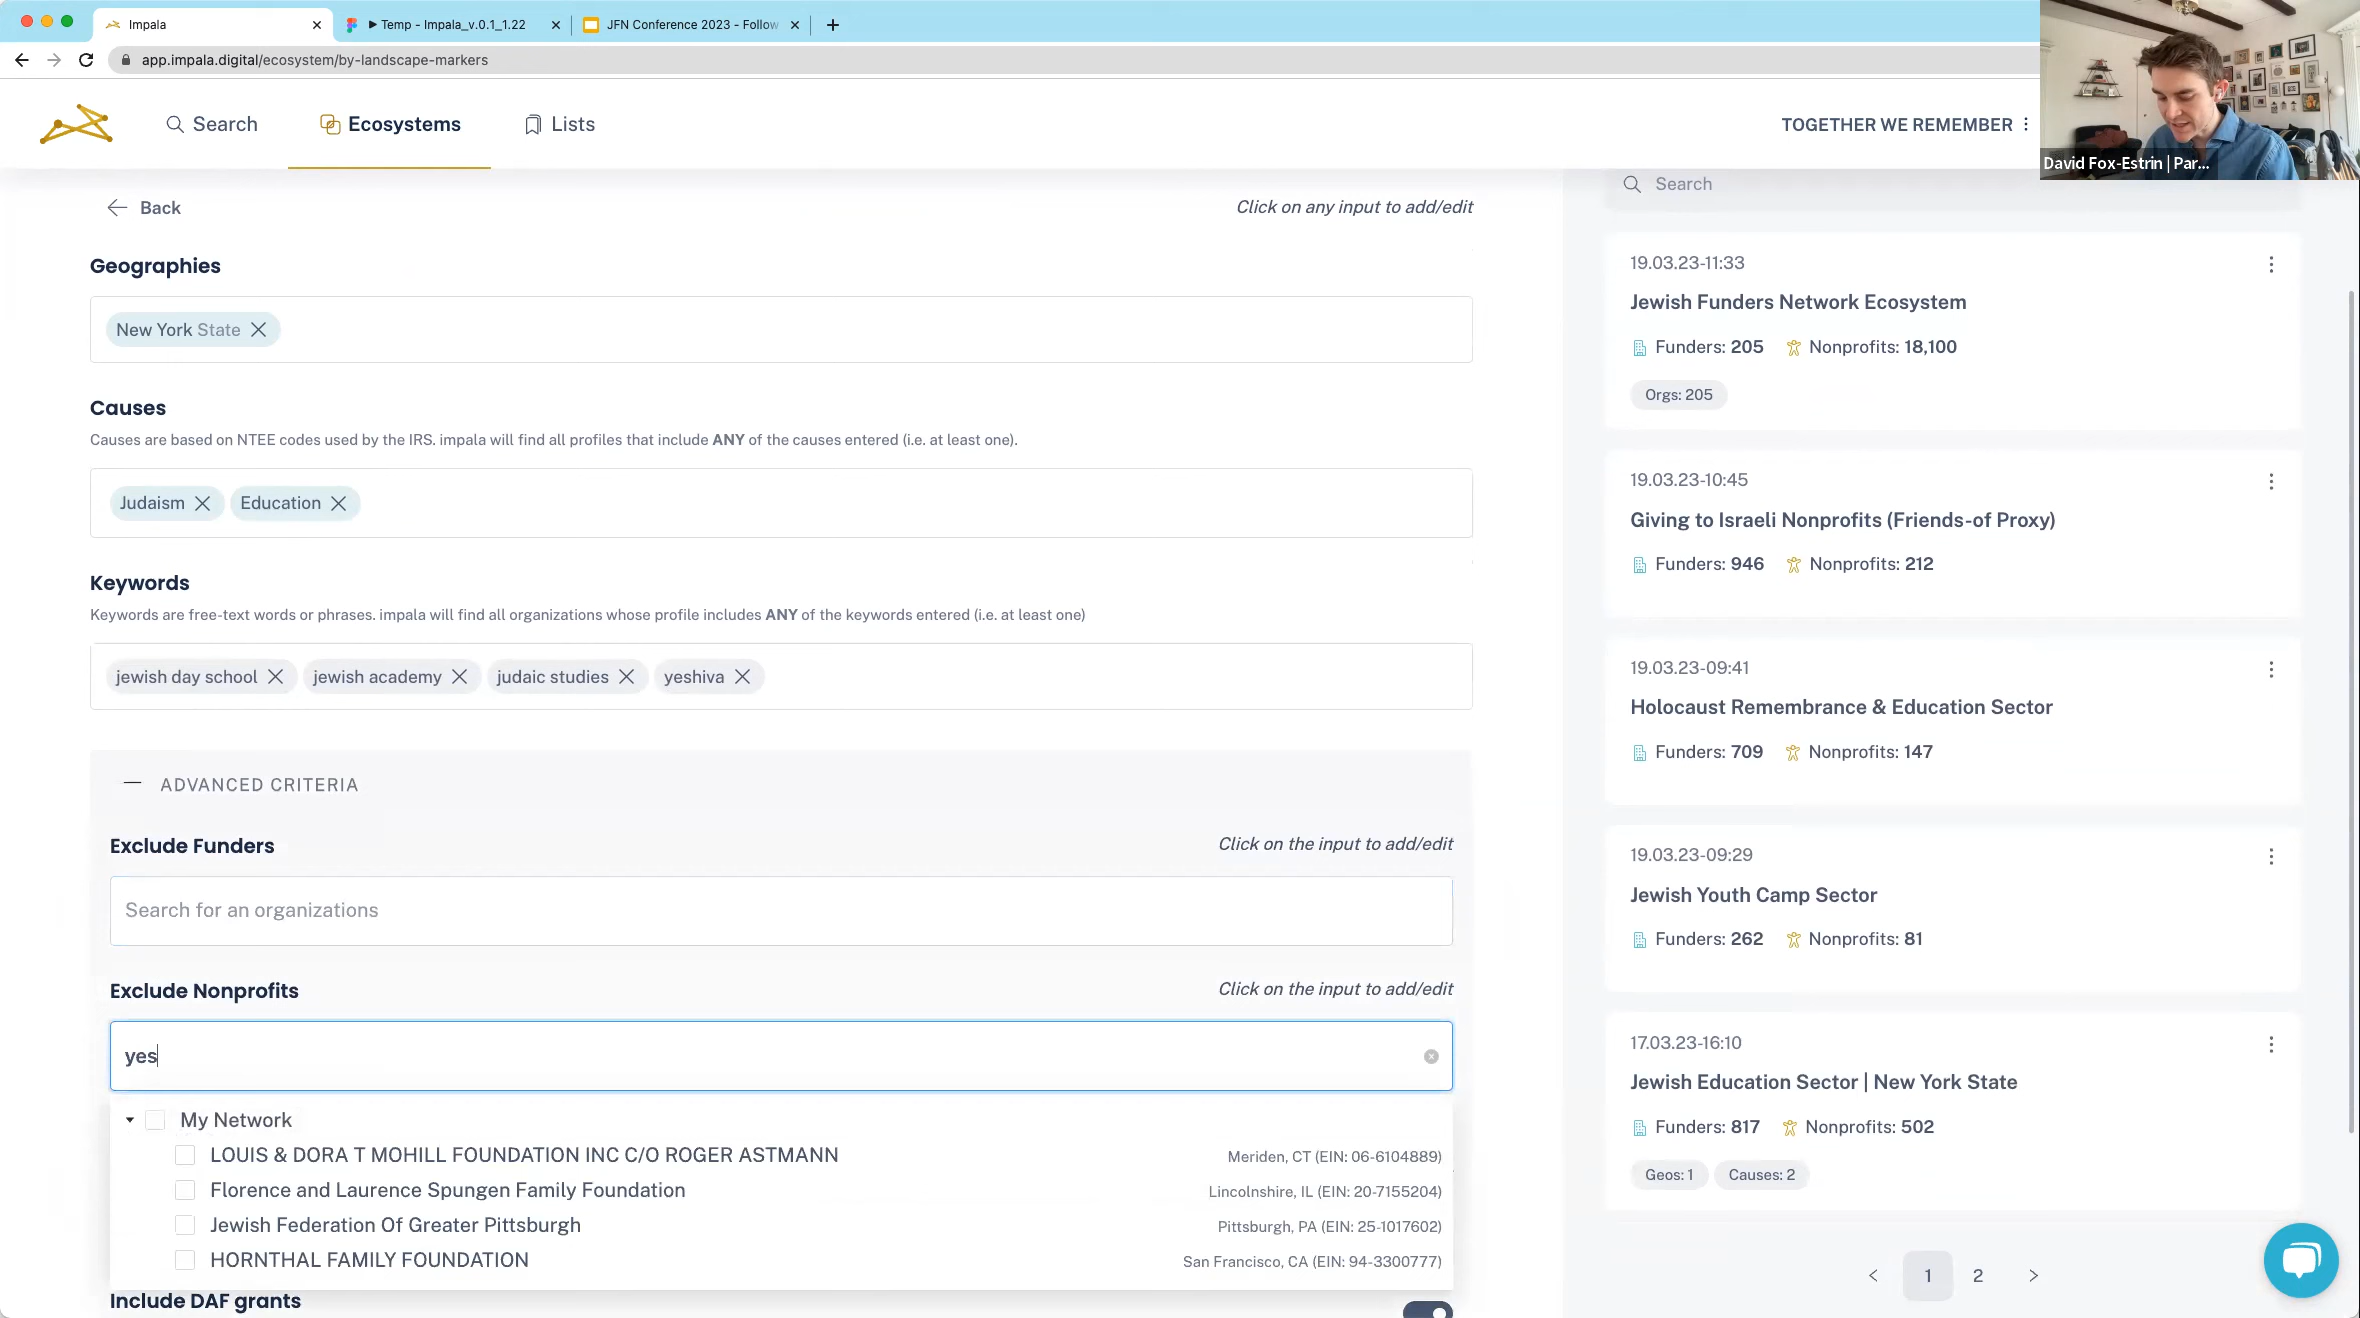 Impala
Temp - Impala_v.0.1_1.22
JFN Conference 2023 - Follow
app.impala.digital/ecosystem/by-landscape-markers
Search
Ecosystems
Lists
TOGETHER WE REMEMBER
David Fox-Estrin | Par...
Back
Click on any input to add/edit
Geographies
New York State
Causes
Causes are based on NTEE codes used by the IRS. impala will find all profiles that include ANY of the causes entered (i.e. at least one).
Judaism
Education
Keywords
Keywords are free-text words or phrases. impala will find all organizations whose profile includes ANY of the keywords entered (i.e. at least one)
jewish day school
jewish academy
judaic studies
yeshiva
ADVANCED CRITERIA
Exclude Funders
Click on the input to add/edit
Search for an organizations
Exclude Nonprofits
Click on the input to add/edit
yes
My Network
LOUIS & DORA T MOHILL FOUNDATION INC C/O ROGER ASTMANN
Meriden, CT (EIN: 06-6104889)
Florence and Laurence Spungen Family Foundation
Lincolnshire, IL (EIN: 20-7155204)
Jewish Federation Of Greater Pittsburgh
Pittsburgh, PA (EIN: 25-1017602)
HORNTHAL FAMILY FOUNDATION
San Francisco, CA (EIN: 94-3300777)
Include DAF grants
Search
19.03.23-11:33
Jewish Funders Network Ecosystem
Funders: 205 Nonprofits: 18,100
Orgs: 205
19.03.23-10:45
Giving to Israeli Nonprofits (Friends-of Proxy)
Funders: 946 Nonprofits: 212
19.03.23-09:41
Holocaust Remembrance & Education Sector
Funders: 709 Nonprofits: 147
19.03.23-09:29
Jewish Youth Camp Sector
Funders: 262 Nonprofits: 81
17.03.23-16:10
Jewish Education Sector | New York State
Funders: 817 Nonprofits: 502
Geos: 1 Causes: 2
1 2